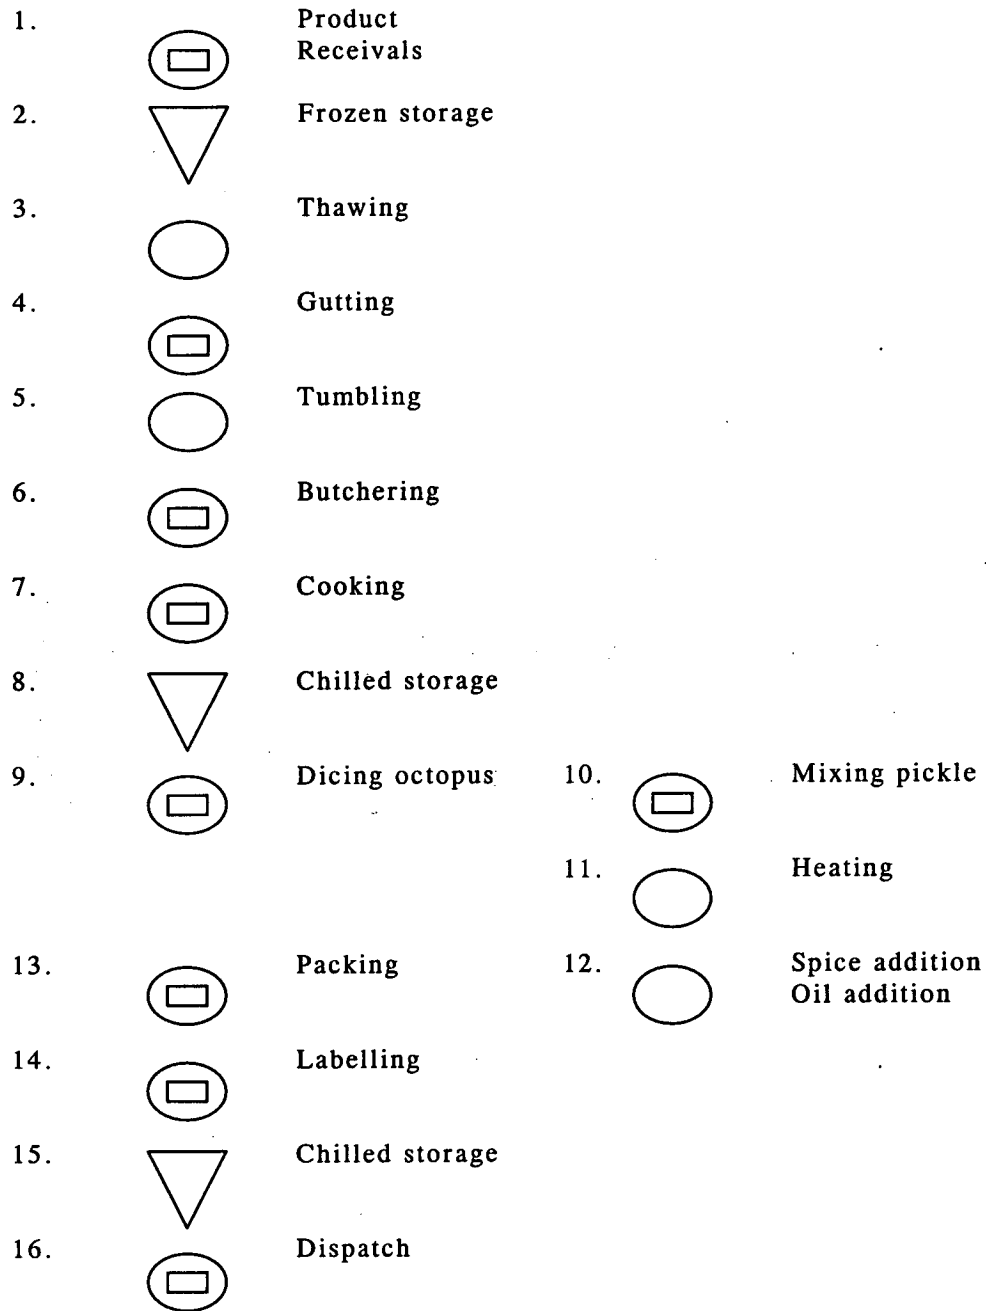 1. Product
Receivals
2. Frozen storage
3. Thawing
4. Gutting
5. Tumbling
6. Butchering
7. Cooking
8. Chilled storage
9. Dicing octopus 10. Mixing pickle
11. Heating
13. Packing 12. Spice addition
Oil addition
14. Labelling
15. Chilled storage
16. Dispatch